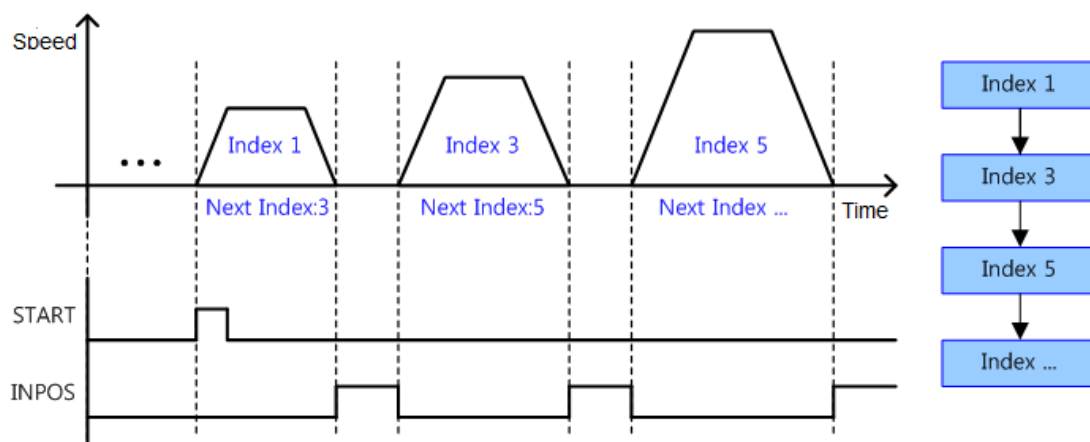 Speed
Index 1
Index 3
Index 5
Next Index:3
Next Index:5
Next Index ...
Time
START
INPOS
Index 1
Index 3
Index 5
Index ...